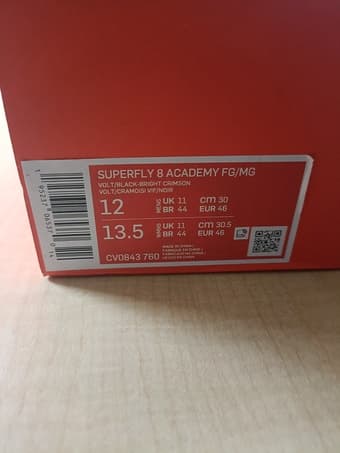 SUPERFLY 8 ACADEMY FG/MG
VOLT/BLACK-BRIGHT CRIMSON
VOLT/CRAMOISI VIF/NOIR
12 MENS UK 11 CM 30
BR 44 EUR 46
13.5 UK 11 CM 30.5
BR 44 EUR 46
CV0843 760
MADE IN CHINA